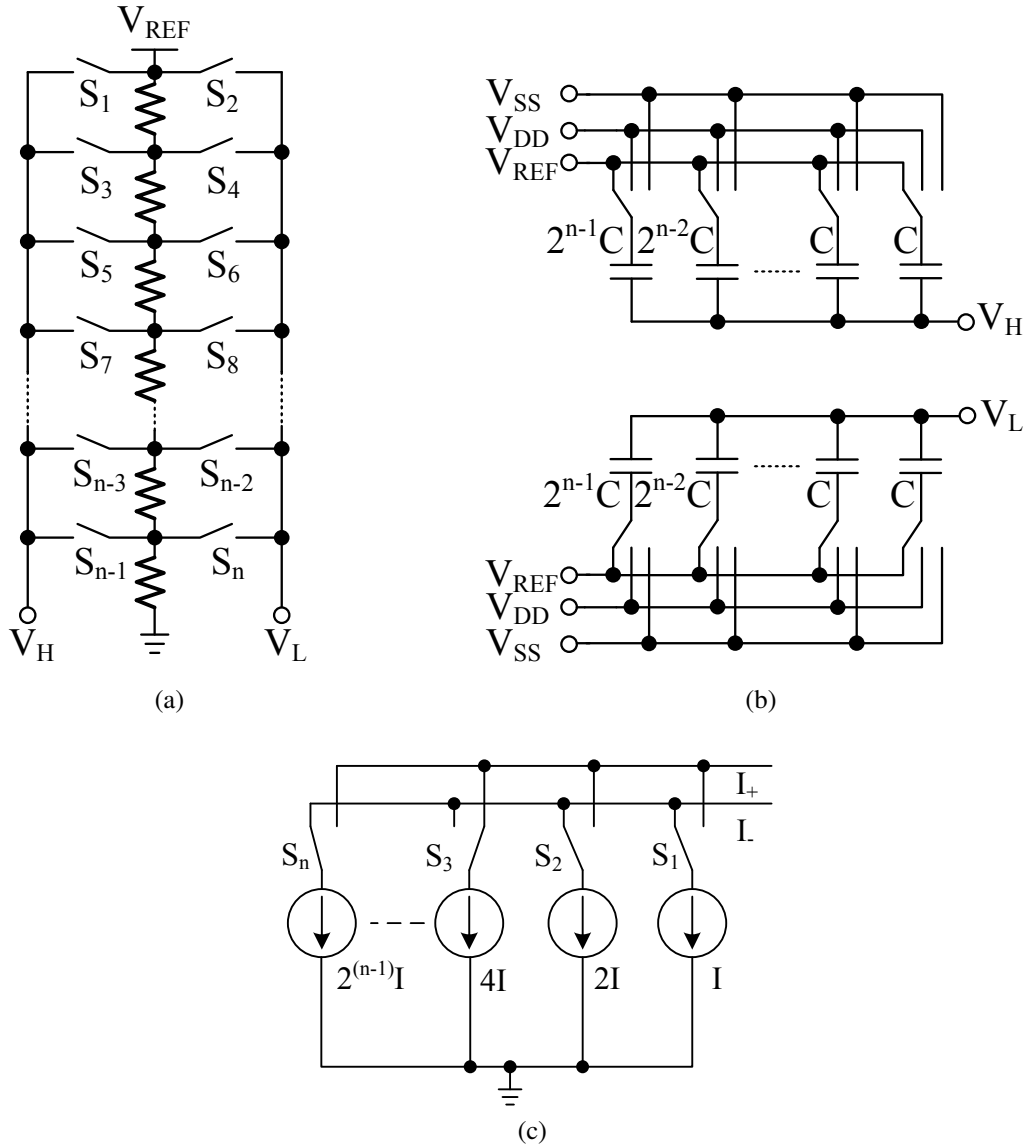 V_REF
S_1 S_2
S_3 S_4
S_5 S_6
S_7 S_8
S_n-3 S_n-2
S_n-1 S_n
V_H V_L
(a)
V_SS
V_DD
V_REF
2^n-1C 2^n-2C C C
V_H
V_L
2^n-1C 2^n-2C C C
V_REF
V_DD
V_SS
(b)
I_+
I_-
S_n S_3 S_2 S_1
2^(n-1)I 4I 2I I
(c)